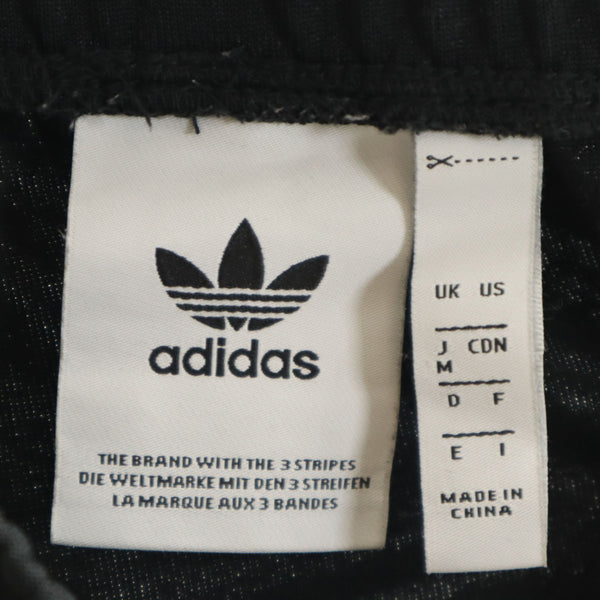 adidas
THE BRAND WITH THE 3 STRIPES
DIE WELTMARKE MIT DEN 3 STREIFEN
LA MARQUE AUX 3 BANDES
UK US
J CDN
M
D F
E I
MADE IN
CHINA